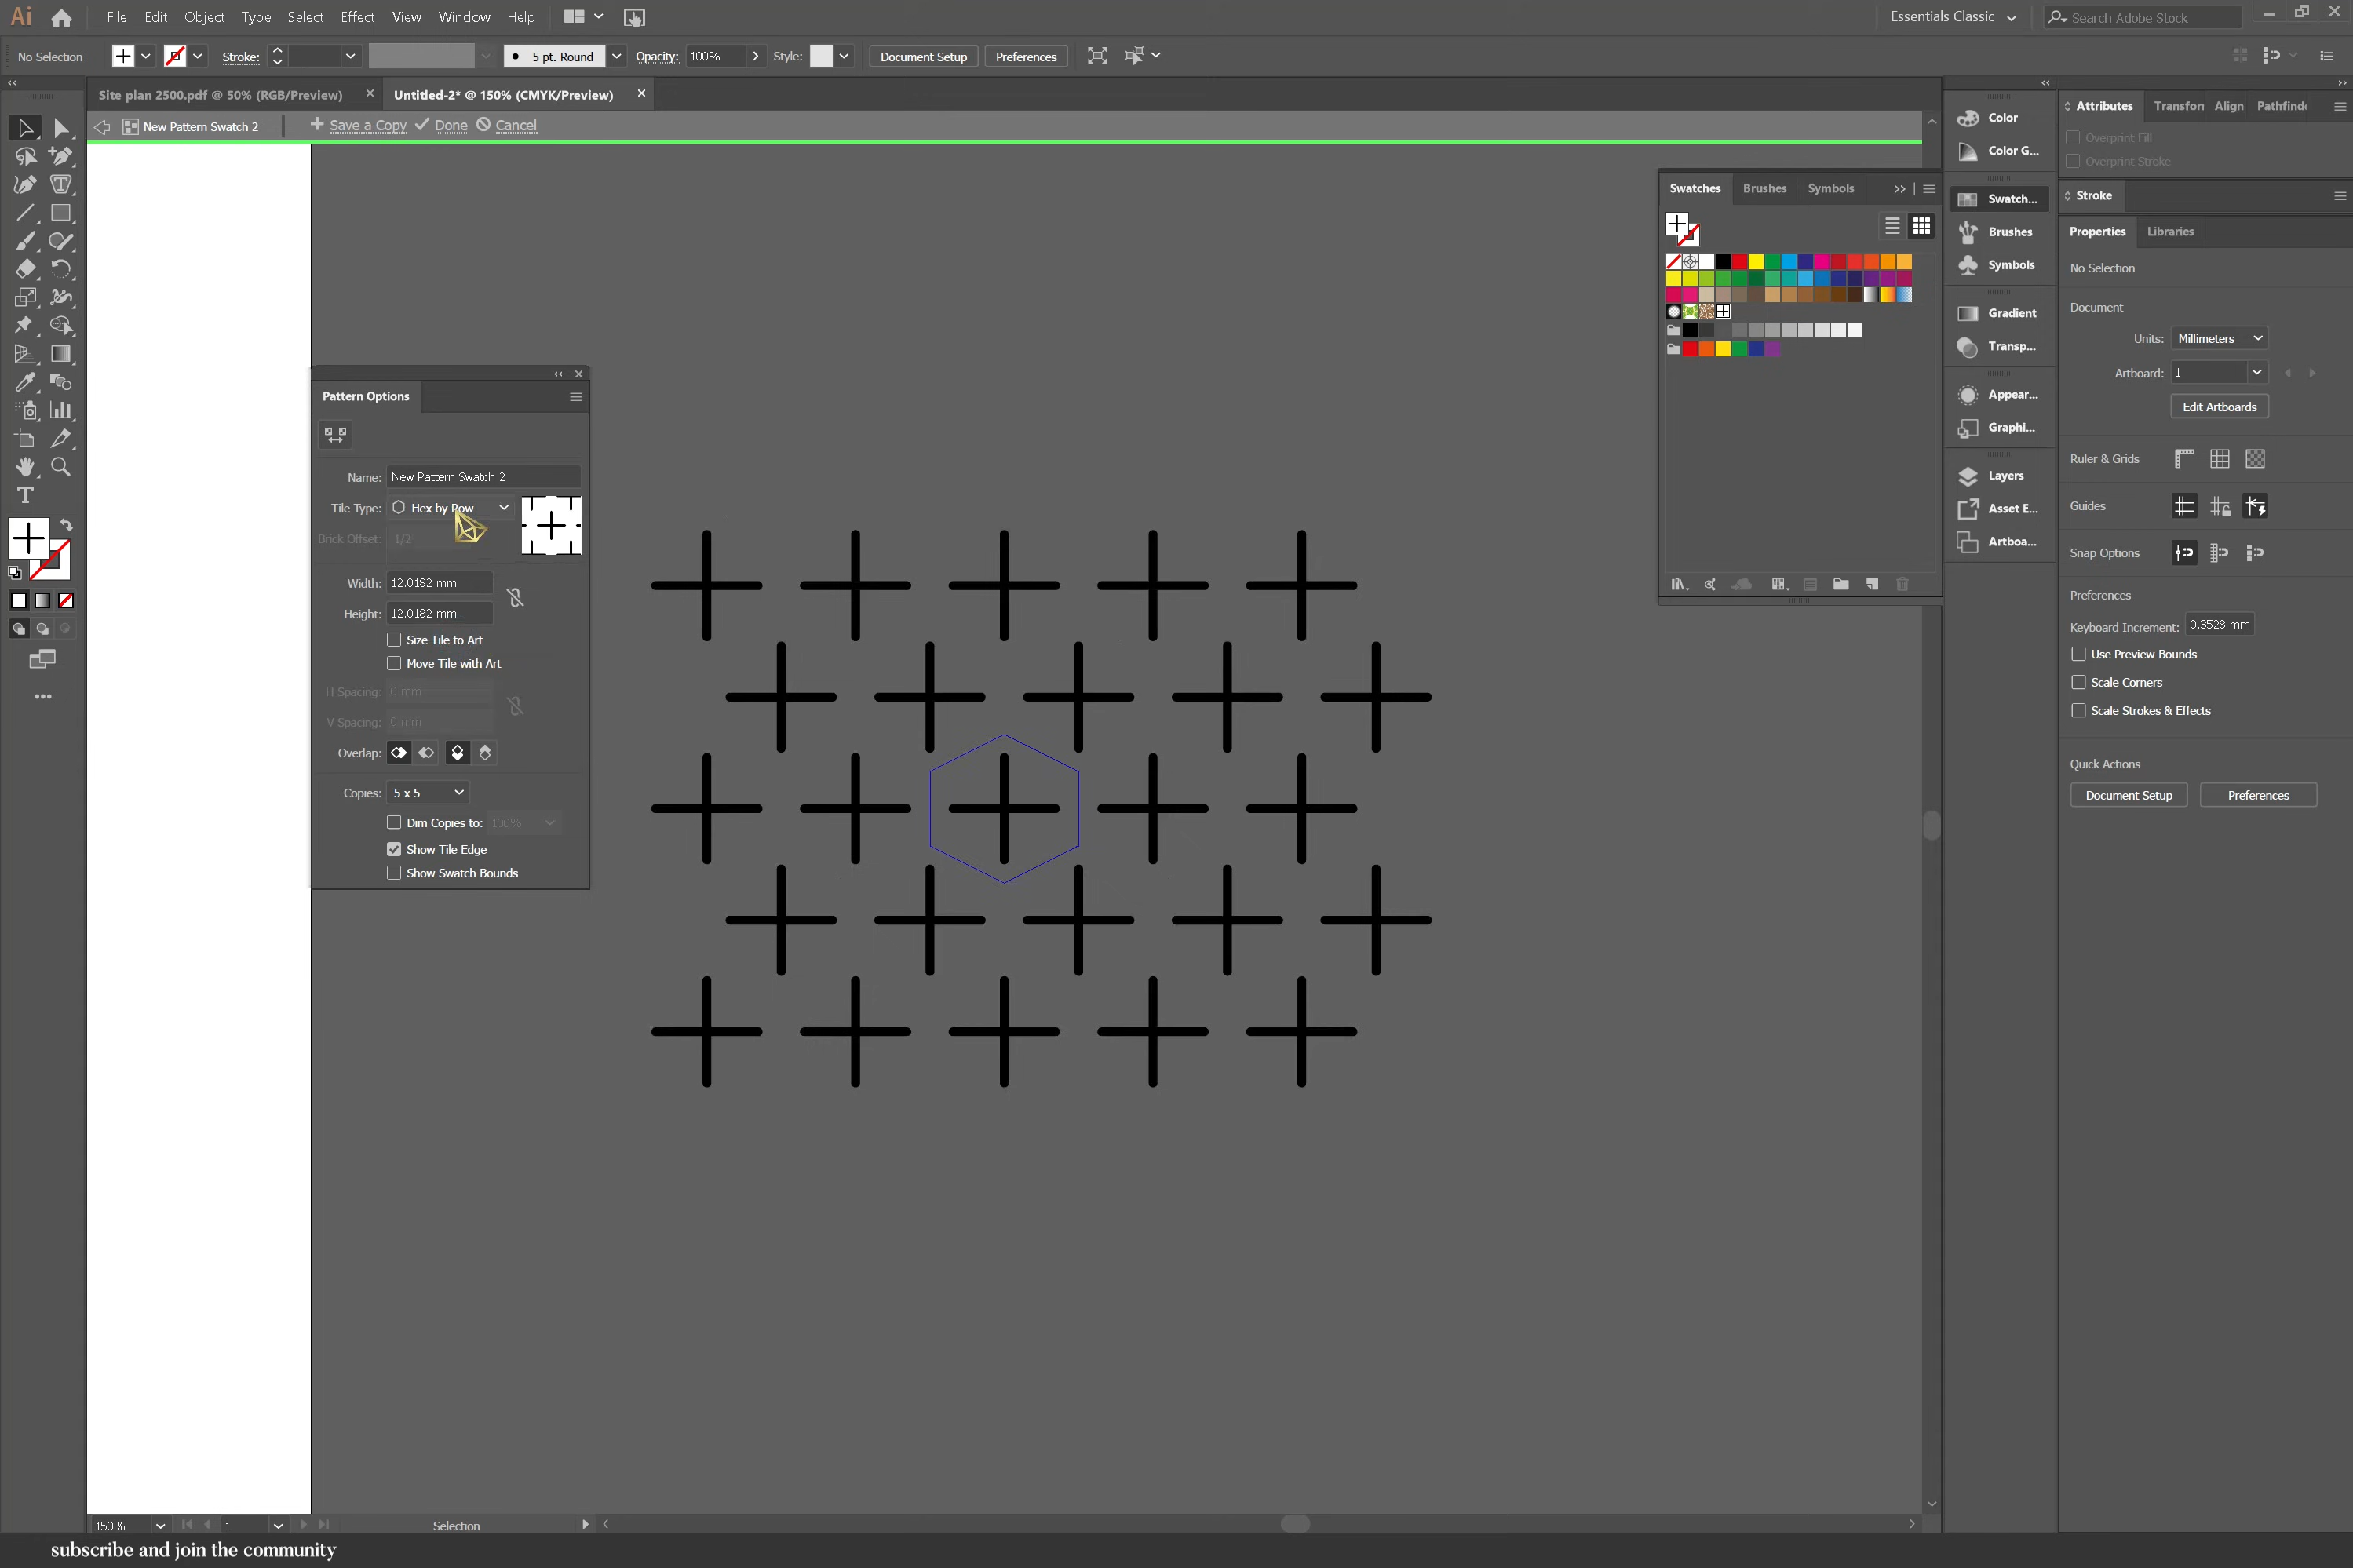 Ai File Edit Object Type Select Effect View Window Help Essentials Classic Search Adobe Stock
No Selection Stroke: 5 pt. Round Opacity: 100% Style: Document Setup Preferences
Site plan 2500.pdf @ 50% (RGB/Preview) Untitled-2* @ 150% (CMYK/Preview)
New Pattern Swatch 2 Save a Copy Done Cancel
Pattern Options
Name: New Pattern Swatch 2
Tile Type: Hex by Row
Brick Offset: 1/2
Width: 12.0182 mm
Height: 12.0182 mm
Size Tile to Art
Move Tile with Art
H Spacing: 0 mm
V Spacing: 0 mm
Overlap:
Copies: 5 x 5
Dim Copies to: 100%
Show Tile Edge
Show Swatch Bounds
Swatches Brushes Symbols
Color
Color G...
Swatch...
Brushes
Symbols
Gradient
Transp...
Appear...
Graphi...
Layers
Asset E...
Artboa...
Attributes Transfor Align Pathfind
Overprint Fill
Overprint Stroke
Stroke
Properties Libraries
No Selection
Document
Units: Millimeters
Artboard: 1
Edit Artboards
Ruler & Grids
Guides
Snap Options
Preferences
Keyboard Increment: 0.3528 mm
Use Preview Bounds
Scale Corners
Scale Strokes & Effects
Quick Actions
Document Setup Preferences
150% 1 Selection
subscribe and join the community